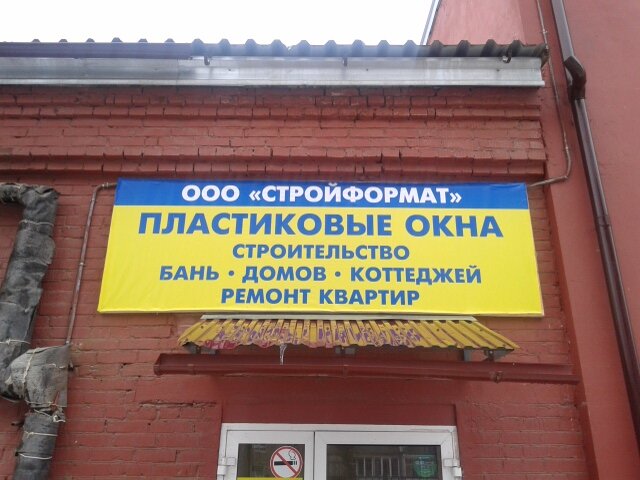 ООО «СТРОЙФОРМАТ»
ПЛАСТИКОВЫЕ ОКНА
СТРОИТЕЛЬСТВО
БАНЬ • ДОМОВ • КОТТЕДЖЕЙ
РЕМОНТ КВАРТИР